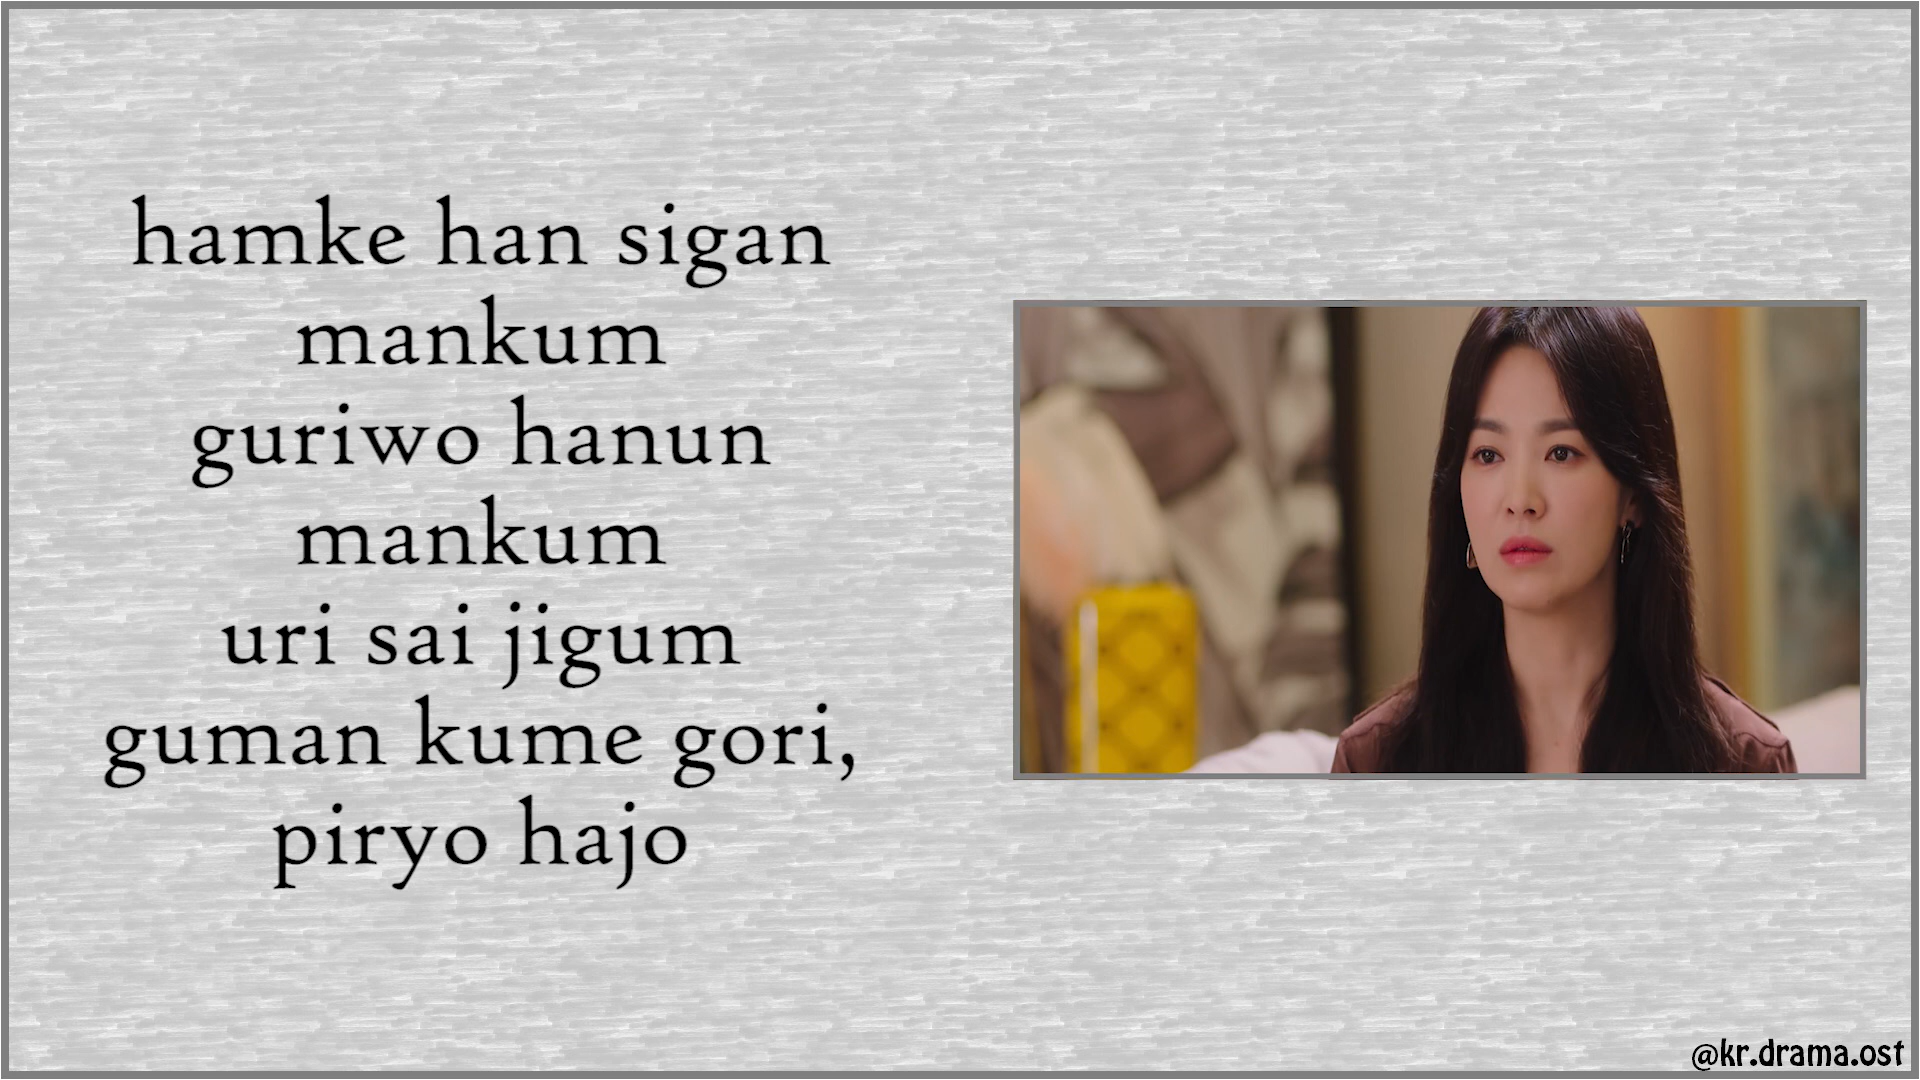 hamke han sigan
mankum
guriwo hanun
mankum
uri sai jigum
guman kume gori,
piryo hajo
@kr.drama.ost